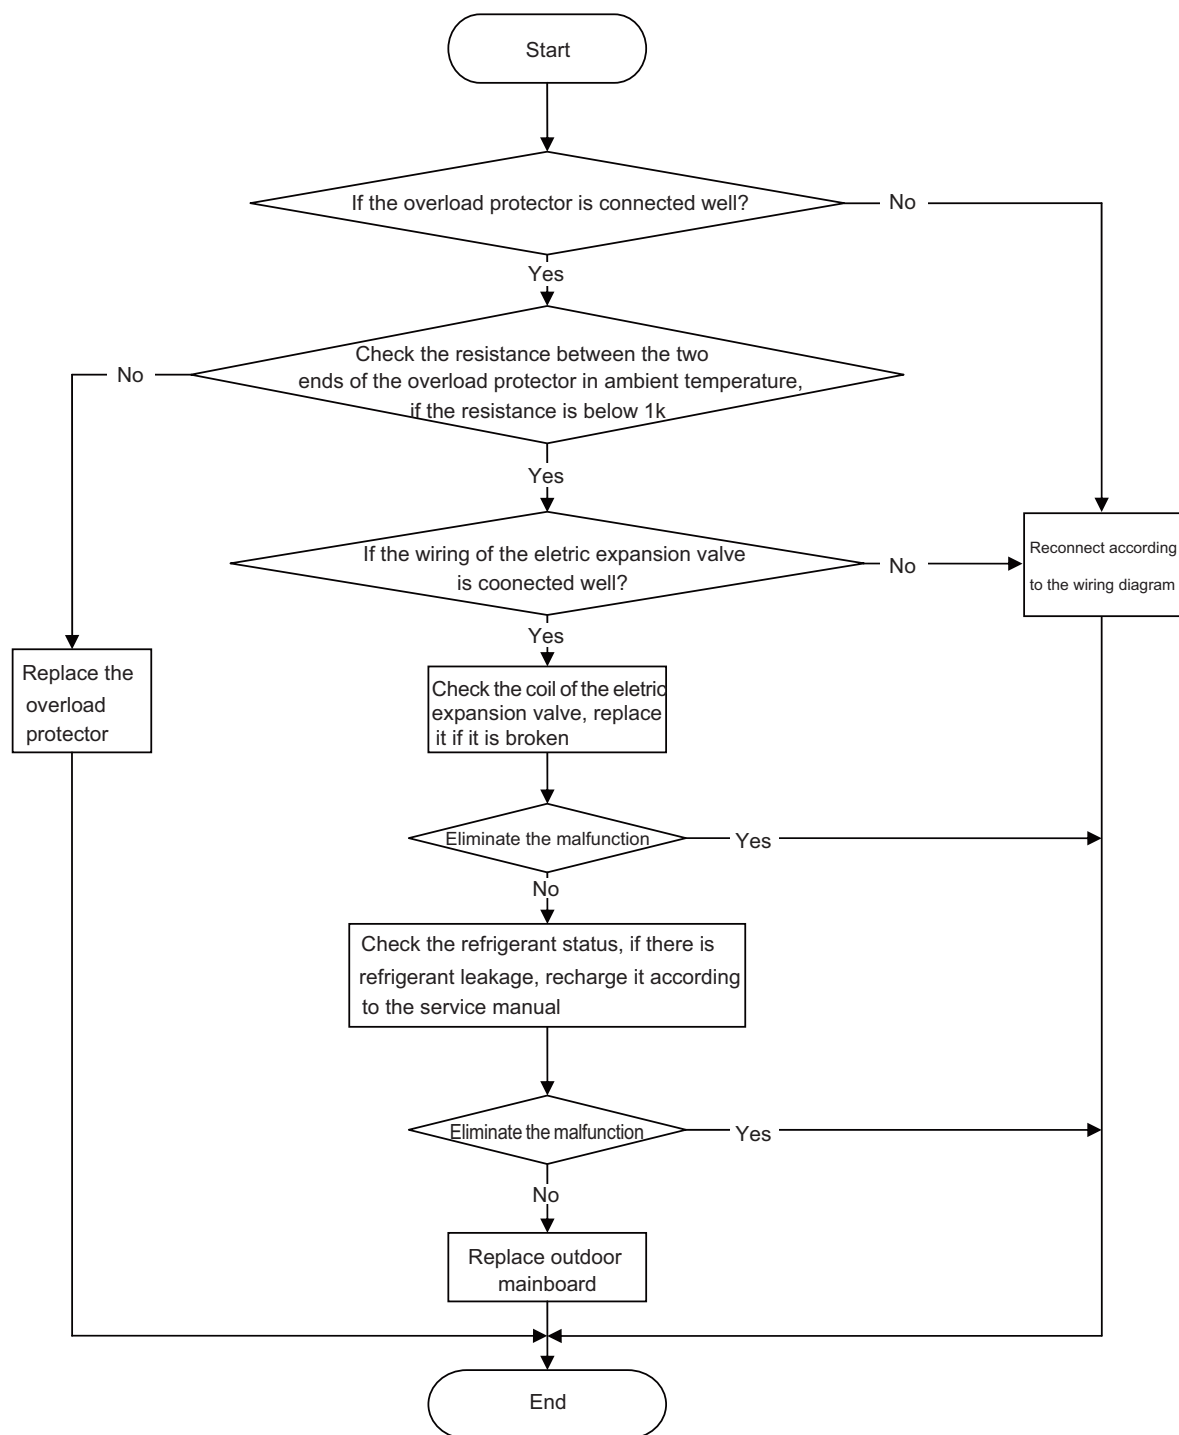 Start
If the overload protector is connected well?
No
Yes
Check the resistance between the two
ends of the overload protector in ambient temperature,
if the resistance is below 1k
No
Yes
If the wiring of the eletric expansion valve
is coonected well?
No
Reconnect according
to the wiring diagram
Yes
Replace the
overload
protector
Check the coil of the eletric
expansion valve, replace
it if it is broken
Eliminate the malfunction
Yes
No
Check the refrigerant status, if there is
refrigerant leakage, recharge it according
to the service manual
Eliminate the malfunction
Yes
No
Replace outdoor
mainboard
End